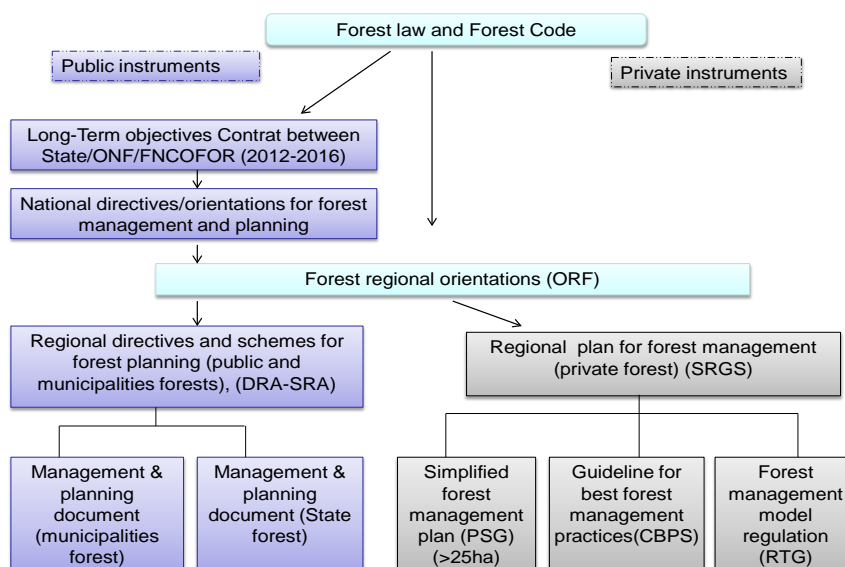 Forest law and Forest Code
Public instruments
Private instruments
Long-Term objectives Contrat between
State/ONF/FNCOFOR (2012-2016)
National directives/orientations for forest
management and planning
Forest regional orientations (ORF)
Regional directives and schemes for
forest planning (public and
municipalities forests), (DRA-SRA)
Regional plan for forest management
(private forest) (SRGS)
Management &
planning
document
(municipalities
forest)
Management &
planning
document (State
forest)
Simplified
forest
management
plan (PSG)
(>25ha)
Guideline for
best forest
management
practices(CBPS)
Forest
management
model
regulation
(RTG)